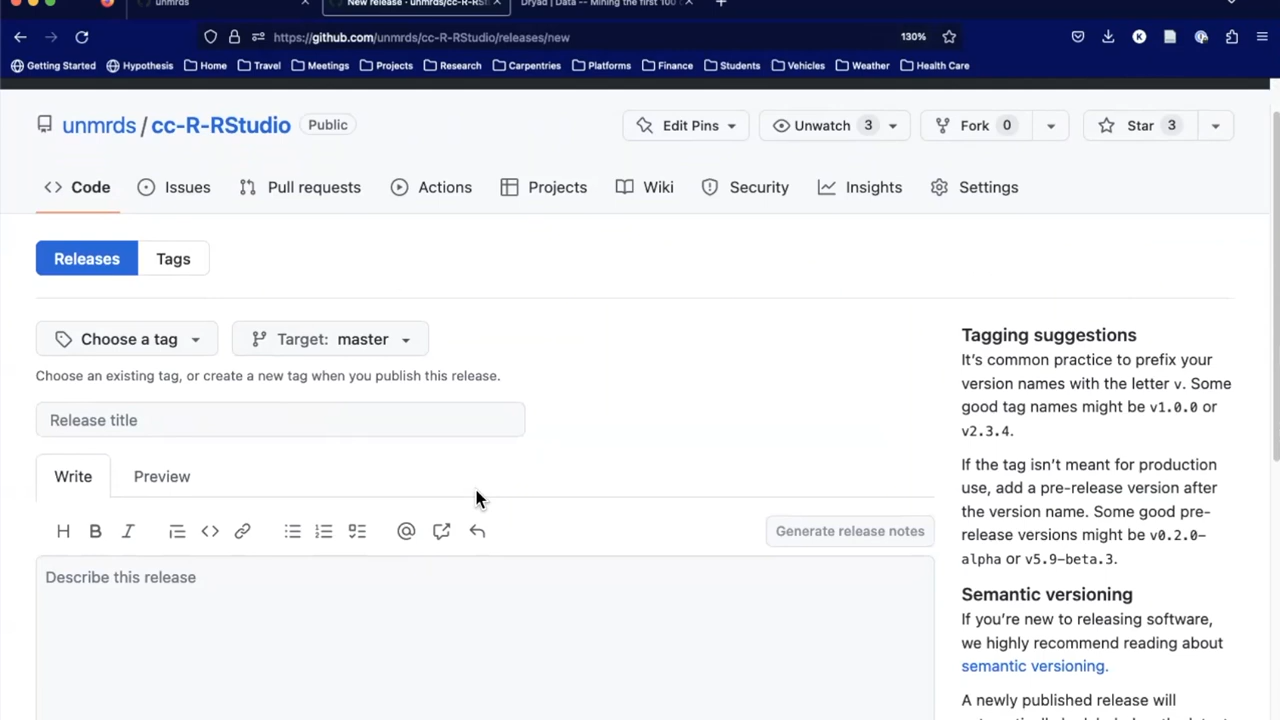 unmrds
New release · unmrds/cc-R-RSt
Dryad | Data -- Mining the first 100
https://github.com/unmrds/cc-R-RStudio/releases/new
130%
Getting Started Hypothesis Home Travel Meetings Projects Research Carpentries Platforms Finance Students Vehicles Weather Health Care
unmrds / cc-R-RStudio Public
Edit Pins Unwatch 3 Fork 0 Star 3
Code Issues Pull requests Actions Projects Wiki Security Insights Settings
Releases Tags
Choose a tag Target: master
Choose an existing tag, or create a new tag when you publish this release.
Release title
Write Preview
Generate release notes
Describe this release
Tagging suggestions
It's common practice to prefix your
version names with the letter v. Some
good tag names might be v1.0.0 or
v2.3.4.
If the tag isn't meant for production
use, add a pre-release version after
the version name. Some good pre-
release versions might be v0.2.0-
alpha or v5.9-beta.3.
Semantic versioning
If you're new to releasing software,
we highly recommend reading about
semantic versioning.
A newly published release will